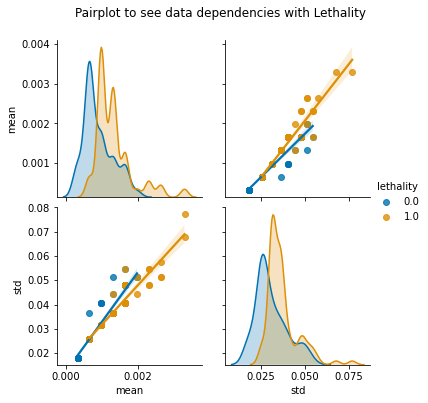 Pairplot to see data dependencies with Lethality
0.004
0.003
0.002
0.001
mean
lethality
0.0
1.0
0.08
0.07
0.06
0.05
0.04
0.03
0.02
std
0.000 0.002
mean
0.025 0.050 0.075
std